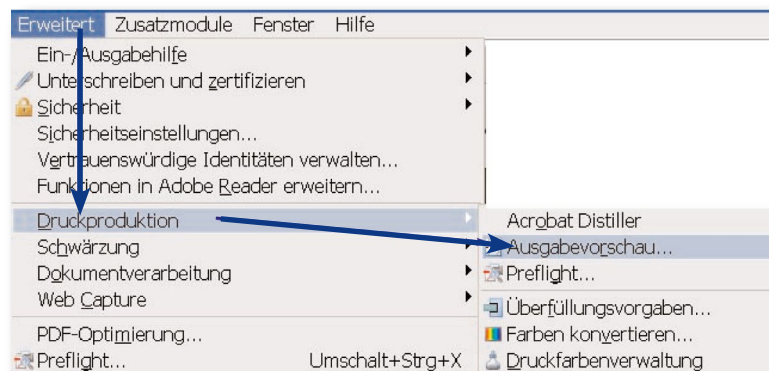 Erweitert Zusatzmodule Fenster Hilfe
Ein-/Ausgabehilfe
Unterschreiben und zertifizieren
Sicherheit
Sicherheitseinstellungen...
Vertrauenswürdige Identitäten verwalten...
Funktionen in Adobe Reader erweitern...
Druckproduktion
Schwärzung
Dokumentverarbeitung
Web Capture
PDF-Optimierung...
Preflight... Umschalt+Strg+X
Acrobat Distiller
Ausgabevorschau...
Preflight...
Überfüllungsvorgaben...
Farben konvertieren...
Druckfarbenverwaltung